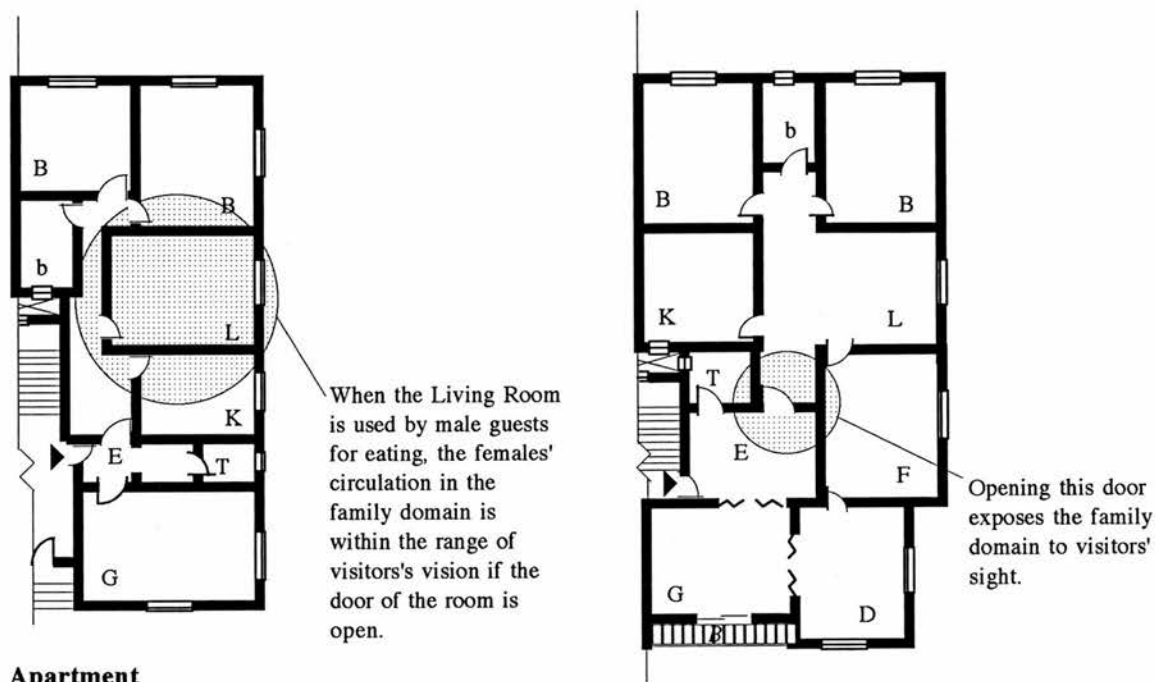 B
B
b
L
K
E
T
G
When the Living Room
is used by male guests
for eating, the females'
circulation in the
family domain is
within the range of
visitors's vision if the
door of the room is
open.
Apartment
b
B
B
K
L
T
E
F
G
D
B
Opening this door
exposes the family
domain to visitors'
sight.